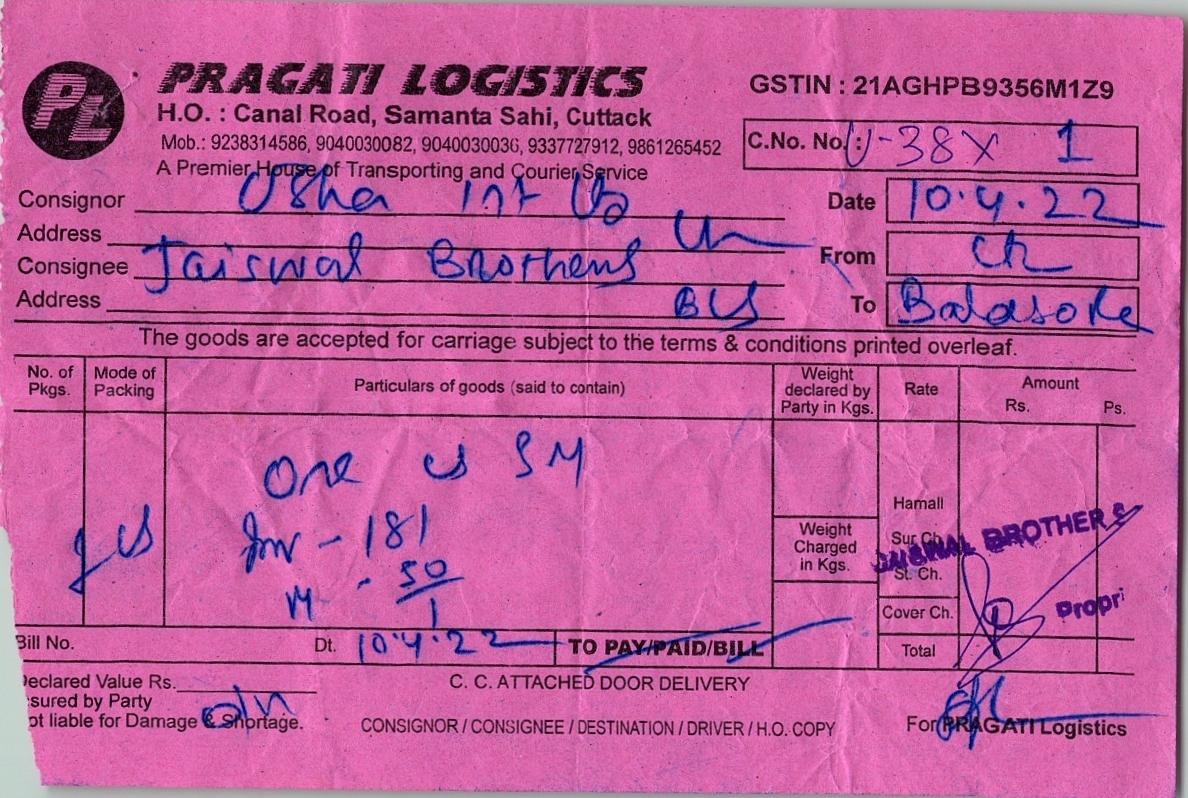 PL PRAGATI LOGISTICS
H.O. : Canal Road, Samanta Sahi, Cuttack
Mob.: 9238314586, 9040030082, 9040030036, 9337727912, 9861265452
A Premier House of Transporting and Courier Service
GSTIN : 21AGHPB9356M1Z9
C.No. No. : U-38X 1
Consignor Usha Int
Date 10.4.22
Address
Consignee Jaiswal Brothers
From
Address BLS
To Balasore
The goods are accepted for carriage subject to the terms & conditions printed overleaf.
No. of Pkgs. Mode of Packing Particulars of goods (said to contain) Weight declared by Party in Kgs. Rate Amount Rs. Ps.
One SM
Inv - 181
M - 50
1
Hamali
Weight Charged in Kgs.
Sur Ch.
St. Ch.
Cover Ch.
JAISWAL BROTHERS
Propri
Bill No. Dt. 10.4.22 TO PAY/PAID/BILL Total
Declared Value Rs.
sured by Party
ot liable for Damage & Shortage.
C. C. ATTACHED DOOR DELIVERY
CONSIGNOR / CONSIGNEE / DESTINATION / DRIVER / H.O. COPY
For PRAGATI Logistics